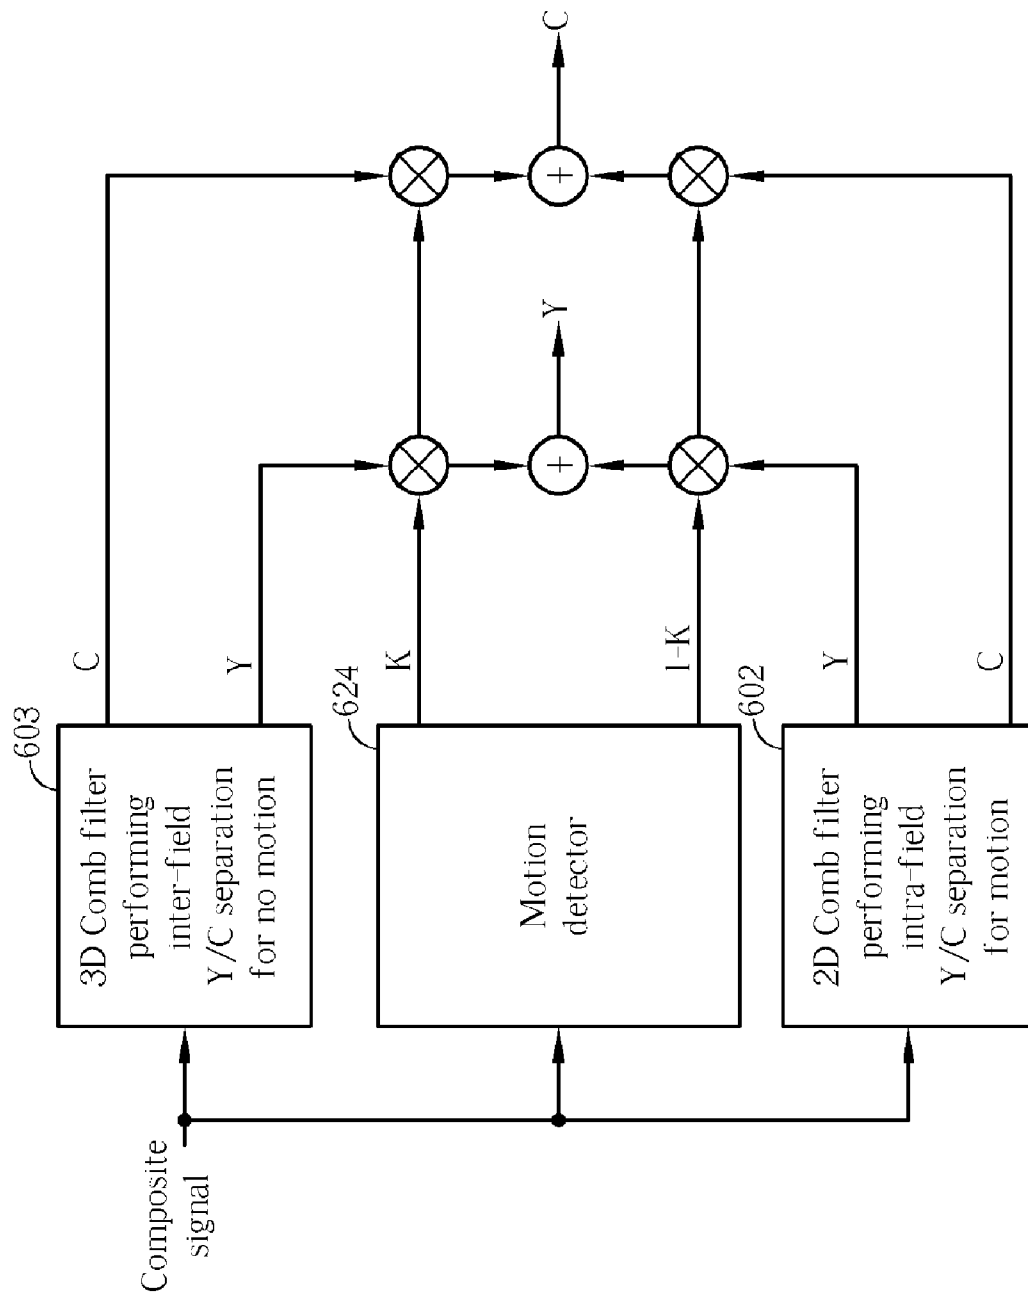 Composite
signal
603
3D Comb filter
performing
inter-field
Y/C separation
for no motion
C
Y
624
Motion
detector
K
1-K
602
2D Comb filter
performing
intra-field
Y/C separation
for motion
Y
C
+
Y
+
C